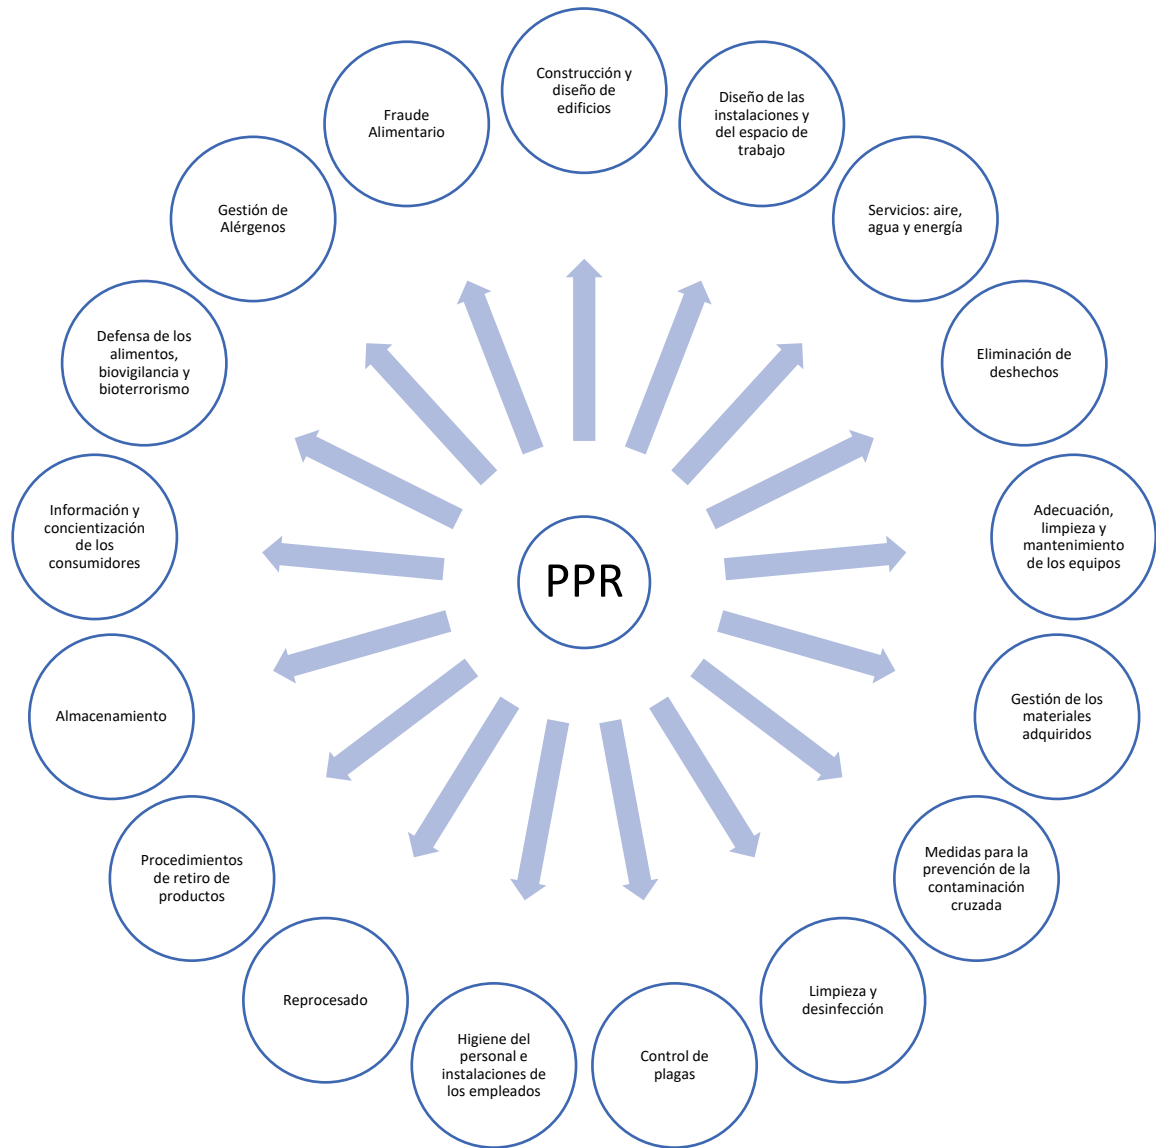 Construcción y
diseño de
edificios
Diseño de las
instalaciones y
del espacio de
trabajo
Servicios: aire,
agua y energía
Eliminación de
deshechos
Adecuación,
limpieza y
mantenimiento
de los equipos
Gestión de los
materiales
adquiridos
Medidas para la
prevención de la
contaminación
cruzada
Limpieza y
desinfección
Control de
plagas
Higiene del
personal e
instalaciones de
los empleados
Reprocesado
Procedimientos
de retiro de
productos
Almacenamiento
Información y
concientización
de los
consumidores
Defensa de los
alimentos,
biovigilancia y
bioterrorismo
Gestión de
Alérgenos
Fraude
Alimentario
PPR